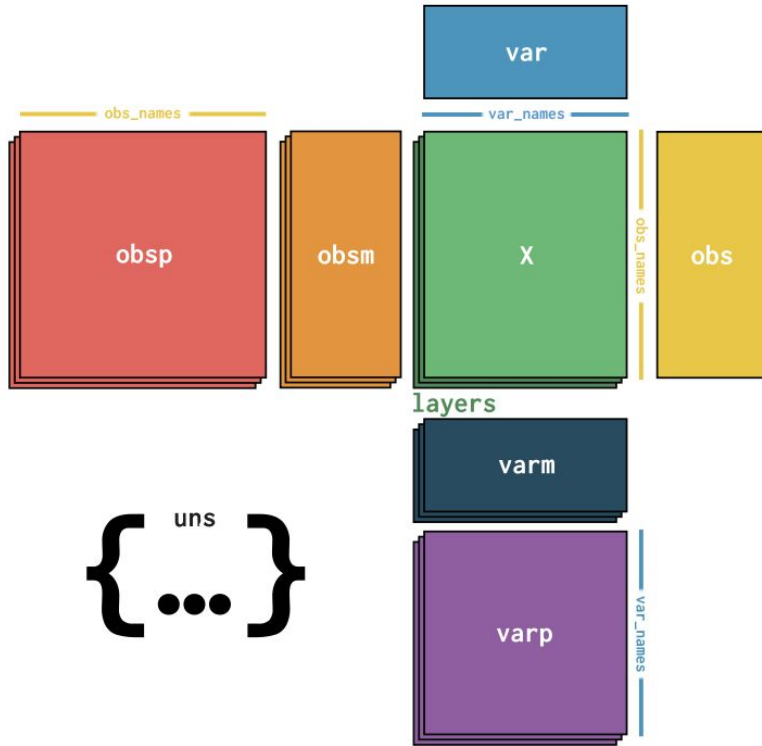 var
obs_names
var_names
obsp
obsm
X
obs_names
obs
layers
varm
uns
{ ••• }
varp
var_names